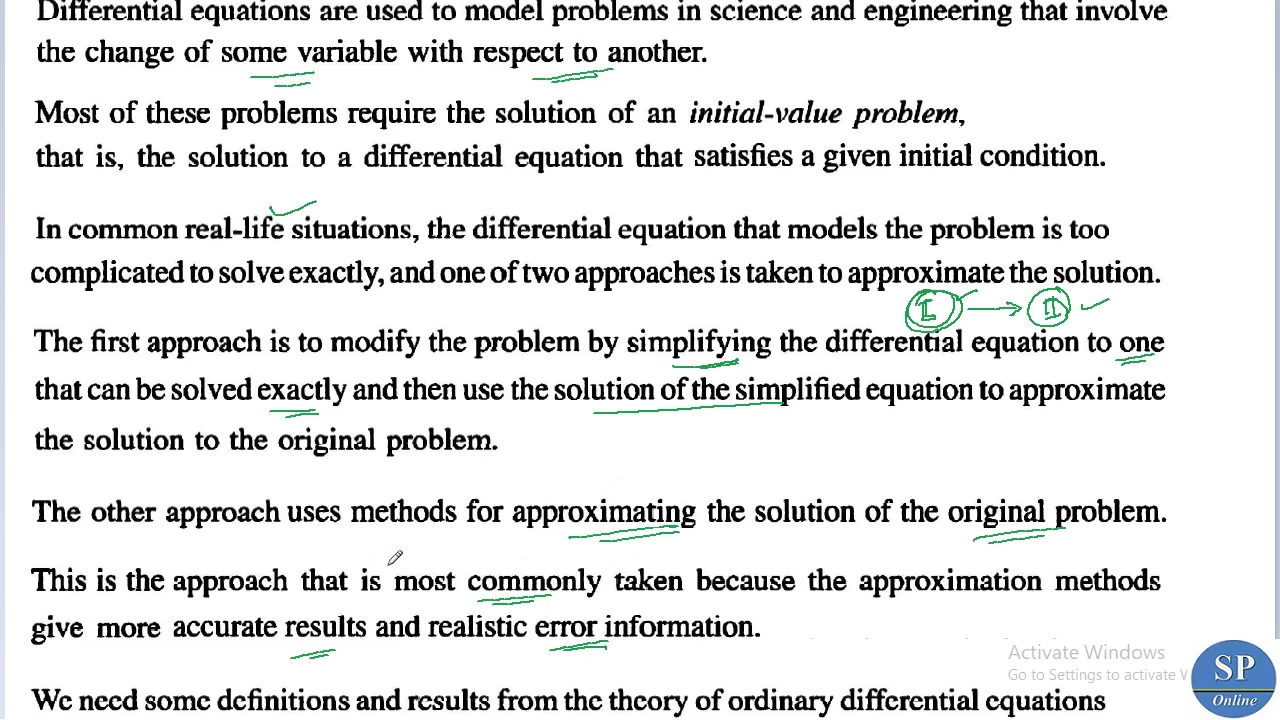 Differential equations are used to model problems in science and engineering that involve
the change of some variable with respect to another.
Most of these problems require the solution of an initial-value problem,
that is, the solution to a differential equation that satisfies a given initial condition.
In common real-life situations, the differential equation that models the problem is too
complicated to solve exactly, and one of two approaches is taken to approximate the solution.
I → II
The first approach is to modify the problem by simplifying the differential equation to one
that can be solved exactly and then use the solution of the simplified equation to approximate
the solution to the original problem.
The other approach uses methods for approximating the solution of the original problem.
This is the approach that is most commonly taken because the approximation methods
give more accurate results and realistic error information.
Activate Windows
Go to Settings to activate
SP
Online
We need some definitions and results from the theory of ordinary differential equations